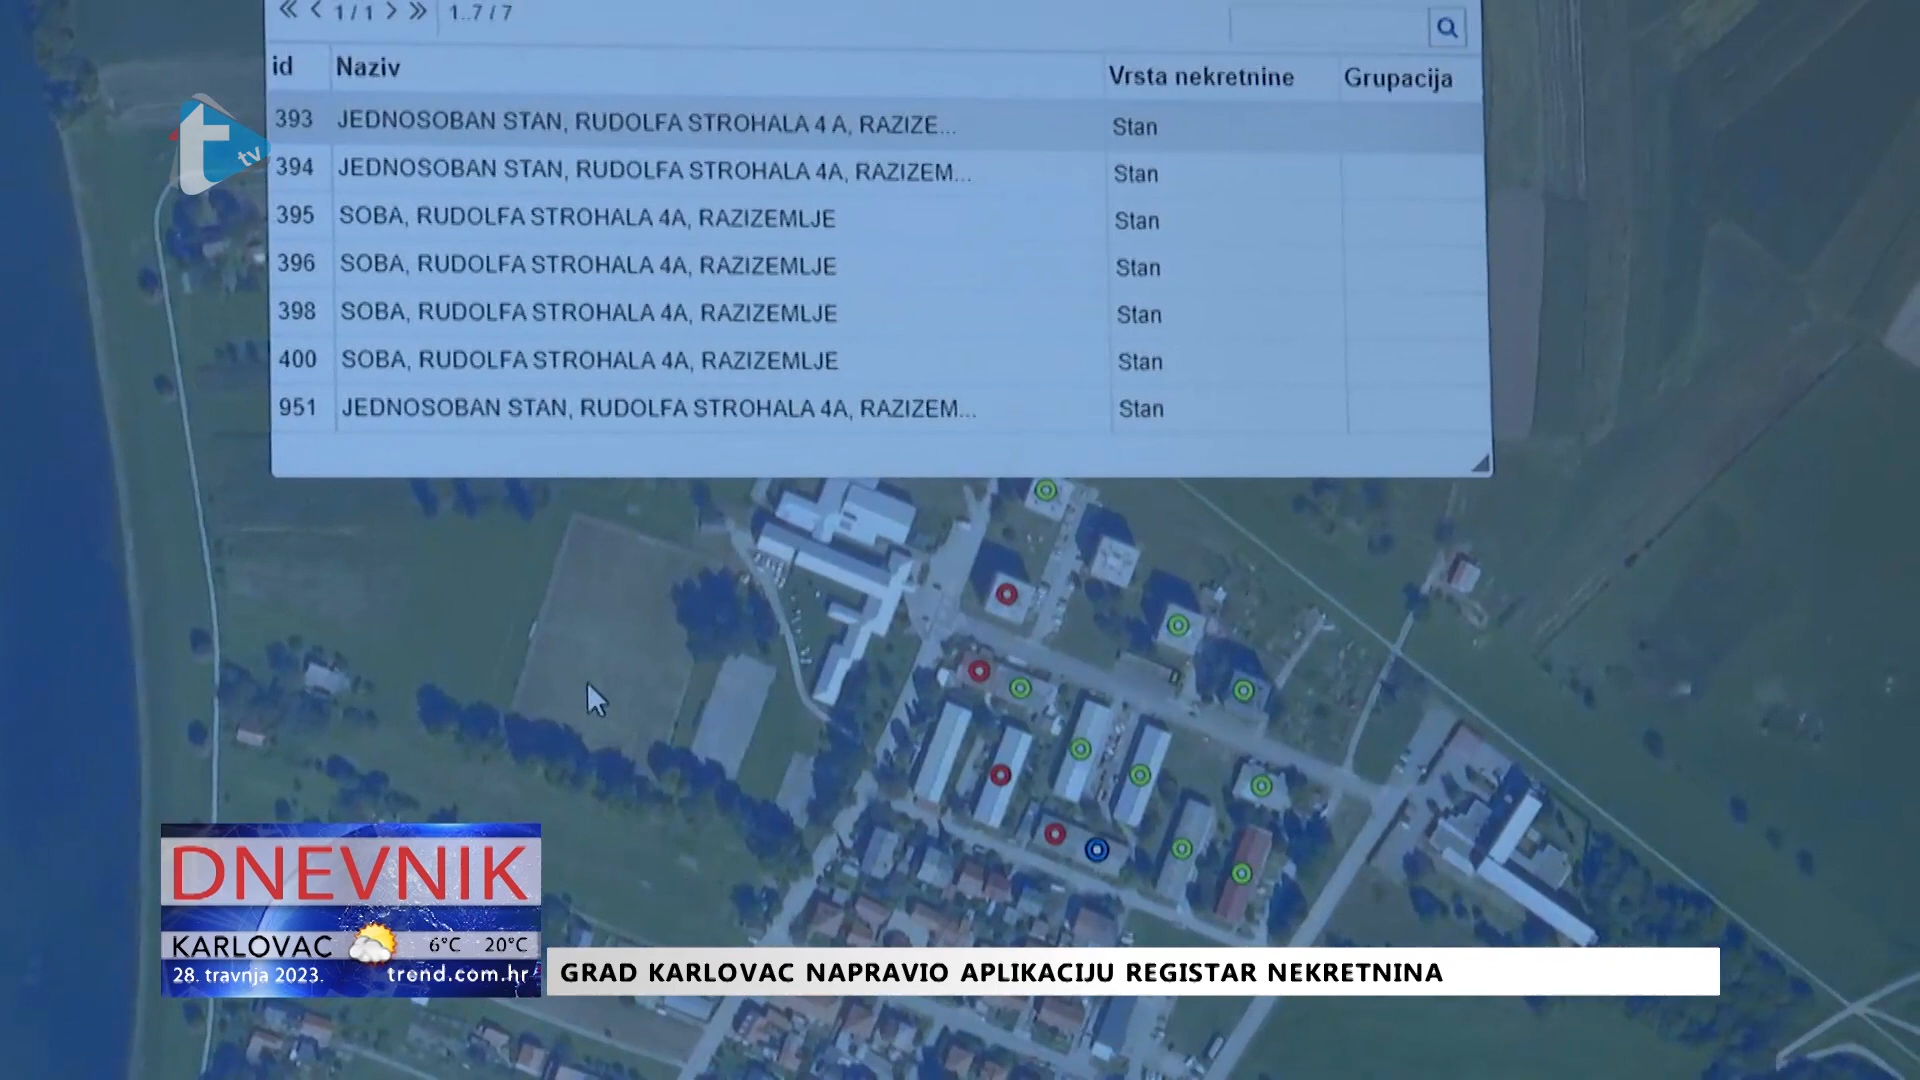 « < 1 / 1 > » 1..7 / 7
id Naziv Vrsta nekretnine Grupacija
393 JEDNOSOBAN STAN, RUDOLFA STROHALA 4 A, RAZIZE... Stan
394 JEDNOSOBAN STAN, RUDOLFA STROHALA 4A, RAZIZEM... Stan
395 SOBA, RUDOLFA STROHALA 4A, RAZIZEMLJE Stan
396 SOBA, RUDOLFA STROHALA 4A, RAZIZEMLJE Stan
398 SOBA, RUDOLFA STROHALA 4A, RAZIZEMLJE Stan
400 SOBA, RUDOLFA STROHALA 4A, RAZIZEMLJE Stan
951 JEDNOSOBAN STAN, RUDOLFA STROHALA 4A, RAZIZEM... Stan
t tv
DNEVNIK
KARLOVAC 6°C 20°C
28. travnja 2023. trend.com.hr
GRAD KARLOVAC NAPRAVIO APLIKACIJU REGISTAR NEKRETNINA